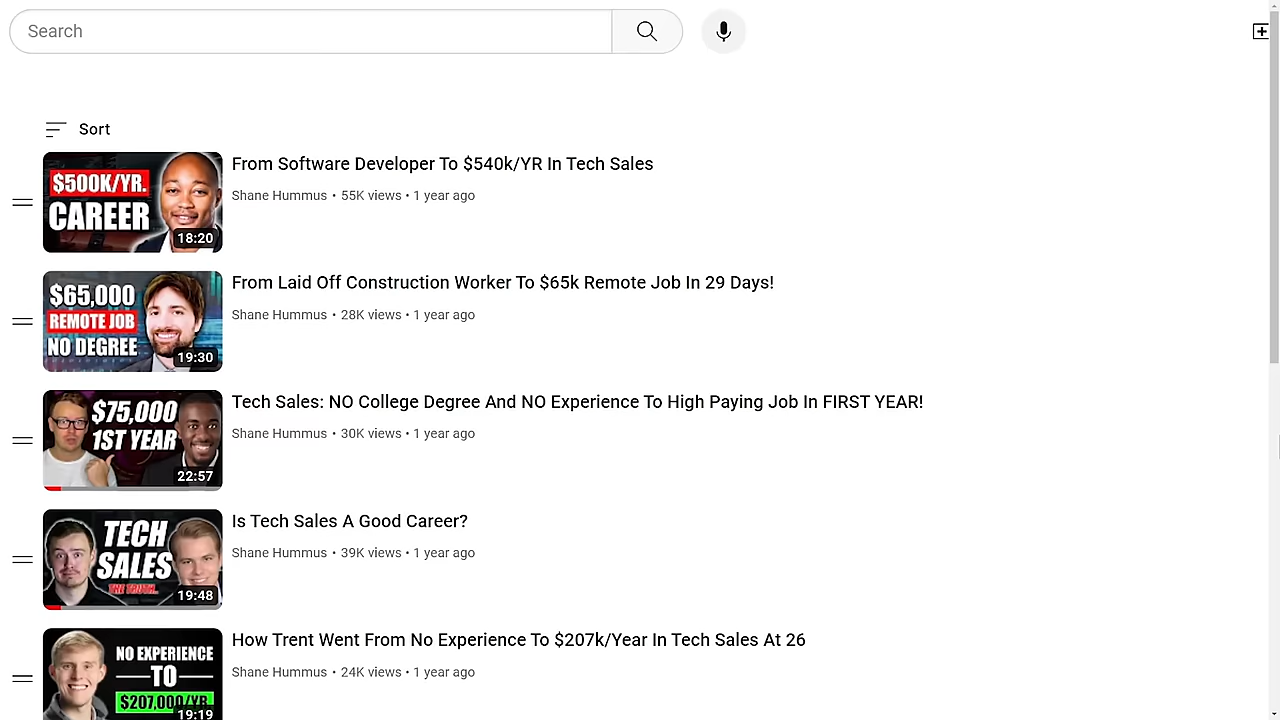 Search
Sort
$500K/YR.
CAREER
18:20
From Software Developer To $540k/YR In Tech Sales
Shane Hummus • 55K views • 1 year ago
$65,000
REMOTE JOB
NO DEGREE
19:30
From Laid Off Construction Worker To $65k Remote Job In 29 Days!
Shane Hummus • 28K views • 1 year ago
$75,000
1ST YEAR
22:57
Tech Sales: NO College Degree And NO Experience To High Paying Job In FIRST YEAR!
Shane Hummus • 30K views • 1 year ago
TECH
SALES
THE TRUTH.
19:48
Is Tech Sales A Good Career?
Shane Hummus • 39K views • 1 year ago
NO EXPERIENCE
TO
$207,000/YR
19:19
How Trent Went From No Experience To $207k/Year In Tech Sales At 26
Shane Hummus • 24K views • 1 year ago